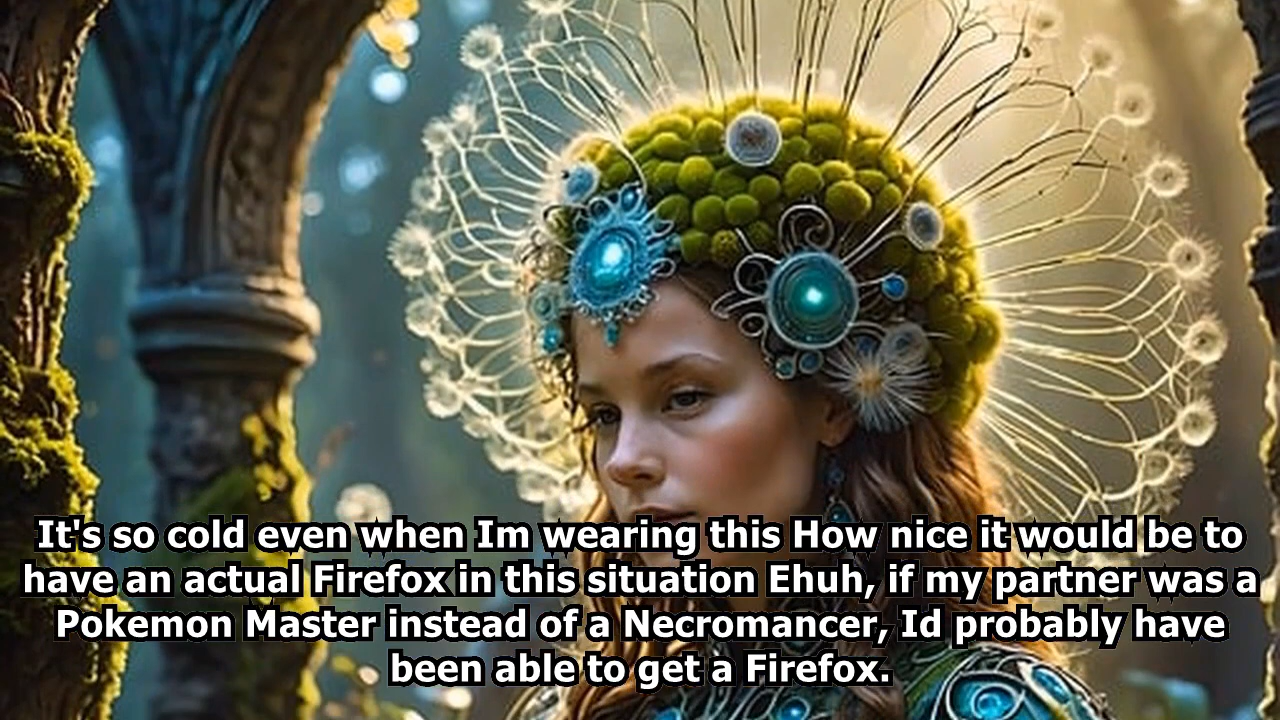 It's so cold even when Im wearing this How nice it would be to
have an actual Firefox in this situation Ehuh, if my partner was a
Pokemon Master instead of a Necromancer, Id probably have
been able to get a Firefox.